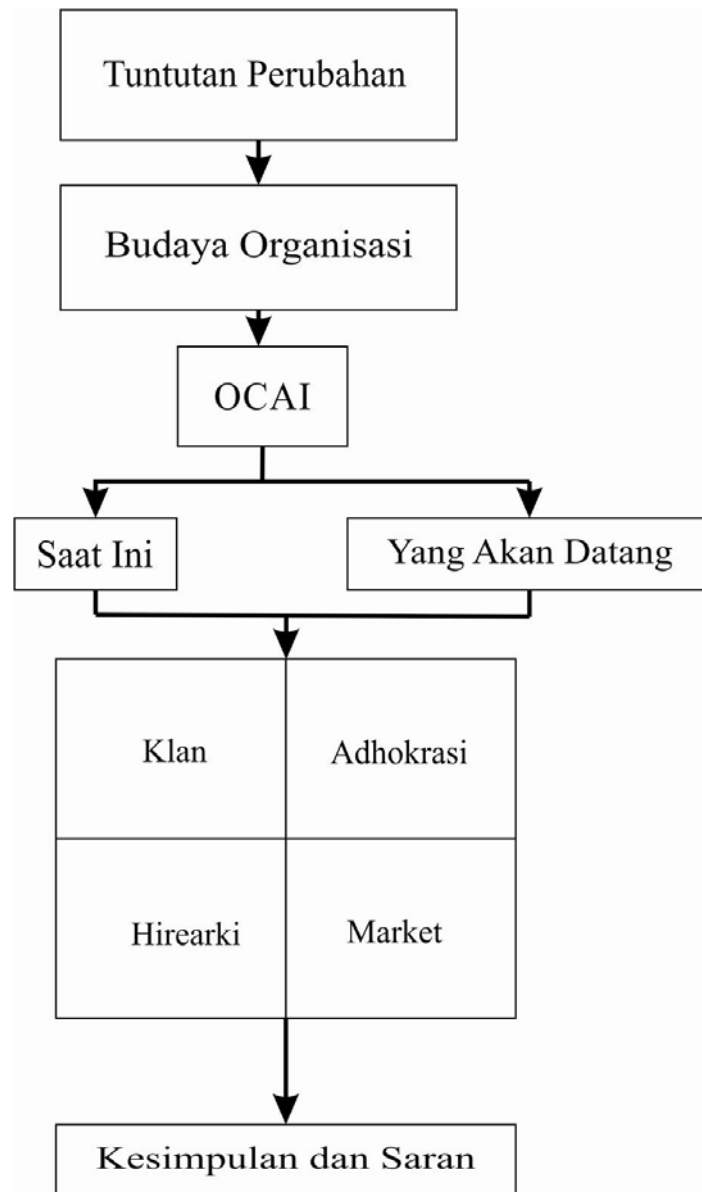 Tuntutan Perubahan
Budaya Organisasi
OCAI
Saat Ini
Yang Akan Datang
Klan
Adhokrasi
Hirearki
Market
Kesimpulan dan Saran